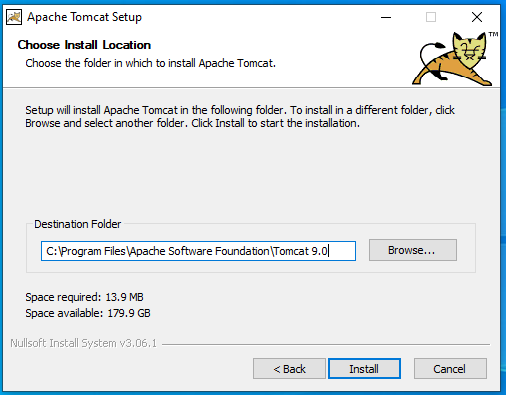 Apache Tomcat Setup
Choose Install Location
Choose the folder in which to install Apache Tomcat.
TM
Setup will install Apache Tomcat in the following folder. To install in a different folder, click
Browse and select another folder. Click Install to start the installation.
Destination Folder
C:\Program Files\Apache Software Foundation\Tomcat 9.0
Browse...
Space required: 13.9 MB
Space available: 179.9 GB
Nullsoft Install System v3.06.1
< Back
Install
Cancel